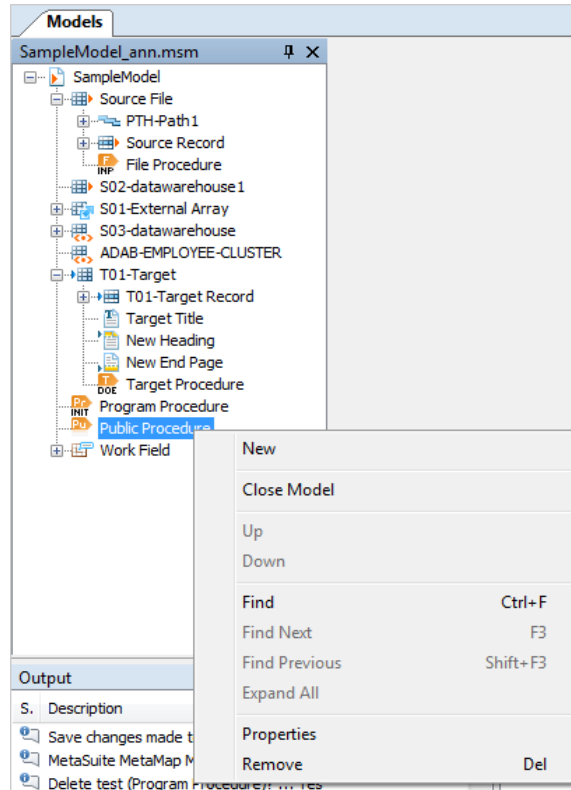 Models
SampleModel_ann.msm
SampleModel
Source File
PTH-Path1
Source Record
F
INP
File Procedure
S02-datawarehouse1
S01-External Array
S03-datawarehouse
ADAB-EMPLOYEE-CLUSTER
T01-Target
T01-Target Record
Target Title
New Heading
New End Page
T
DOE
Target Procedure
Pr
INIT
Program Procedure
Pu
Public Procedure
Work Field
New
Close Model
Up
Down
Find Ctrl+F
Find Next F3
Find Previous Shift+F3
Expand All
Properties
Remove Del
Output
S. Description
Save changes made t
MetaSuite MetaMap M
Delete test (Program Procedure)? ... Yes